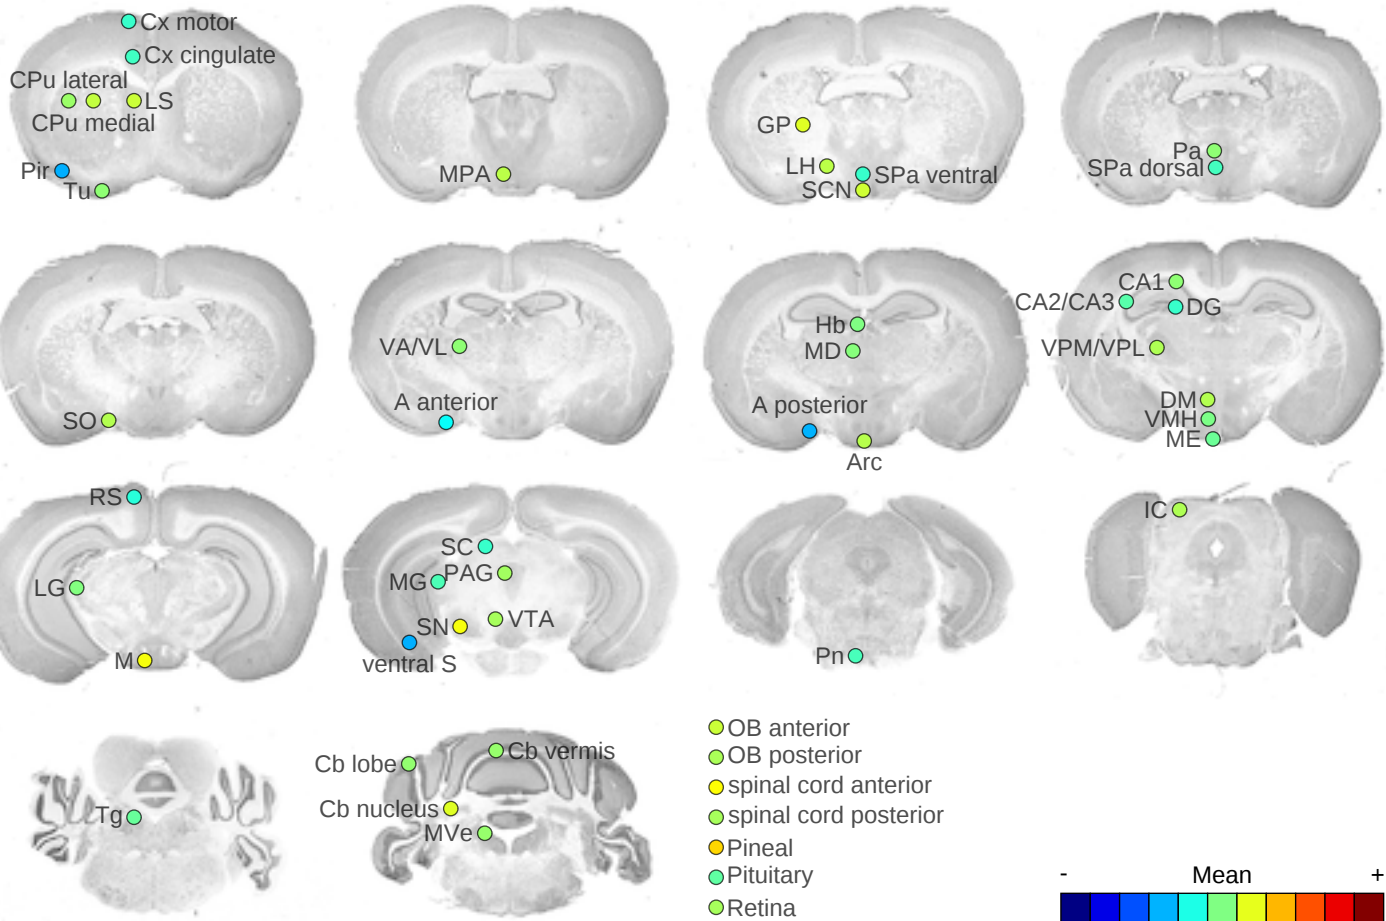 Cx motor
Cx cingulate
CPu lateral
LS
CPu medial
Pir
Tu
MPA
GP
LH
SPa ventral
SCN
Pa
SPa dorsal
SO
VA/VL
A anterior
Hb
MD
A posterior
Arc
CA1
CA2/CA3
DG
VPM/VPL
DM
VMH
ME
RS
LG
M
SC
MG
PAG
SN
VTA
ventral S
Pn
IC
Tg
Cb lobe
Cb vermis
Cb nucleus
MVe
OB anterior
OB posterior
spinal cord anterior
spinal cord posterior
Pineal
Pituitary
Retina
- Mean +